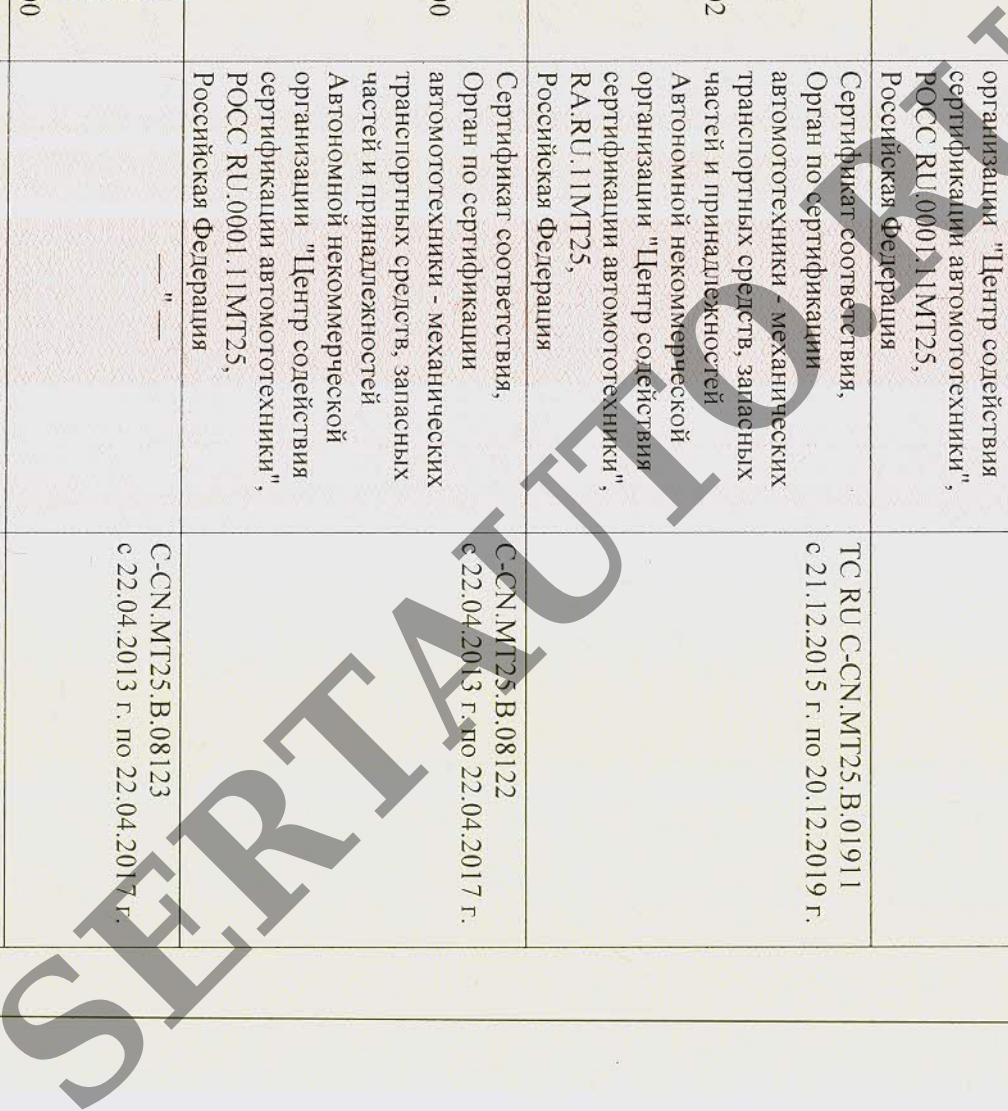 организации "Центр содействия
сертификации автомототехники",
РОСС RU.0001.11МТ25,
Российская Федерация
02
Сертификат соответствия,
Орган по сертификации
автомототехники - механических
транспортных средств, запасных
частей и принадлежностей
Автономной некоммерческой
организации "Центр содействия
сертификации автомототехники",
RA.RU.11МТ25,
Российская Федерация
ТС RU С-CN.МТ25.В.01911
с 21.12.2015 г. по 20.12.2019 г.
00
Сертификат соответствия,
Орган по сертификации
автомототехники - механических
транспортных средств, запасных
частей и принадлежностей
Автономной некоммерческой
организации "Центр содействия
сертификации автомототехники",
РОСС RU.0001.11МТ25,
Российская Федерация
С-CN.МТ25.В.08122
с 22.04.2013 г. по 22.04.2017 г.
— " —
С-CN.МТ25.В.08123
с 22.04.2013 г. по 22.04.2017 г.
00
SERTAUTO.RU